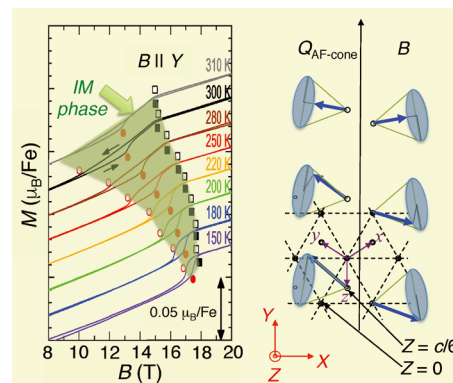 B || Y
310 K
IM
phase
300 K
280 K
250 K
220 K
200 K
180 K
150 K
0.05 μB/Fe
M (μB/Fe)
8 10 12 14 16 18 20
B (T)
QAF-cone
B
y
x
z
Y
X
Z
Z = c/6
Z = 0